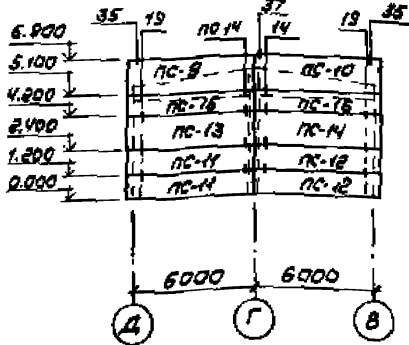 35 19 ПО 14 37 14 19 35
6.900
5.100
4.200
2.400
1.200
0.000
ПС-9 ПС-10
ПС-15 ПС-15
ПС-13 ПС-14
ПС-11 ПС-12
ПС-11 ПС-12
6000 6000
Д Г В